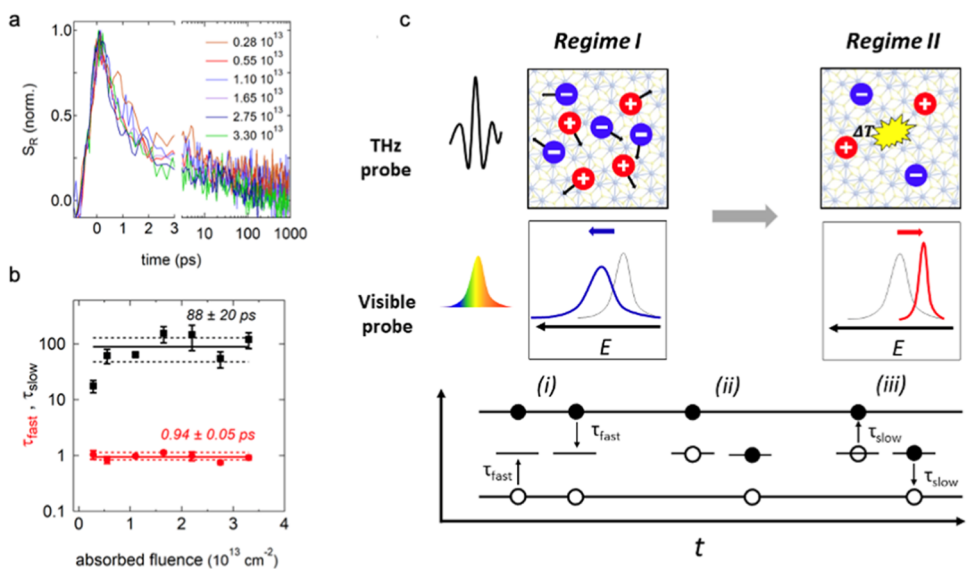 a
S_R (norm.)
1.0
0.5
0.0
0.28 10^13
0.55 10^13
1.10 10^13
1.65 10^13
2.75 10^13
3.30 10^13
0 1 2 3 10 100 1000
time (ps)
b
τ_fast , τ_slow
100
10
1
0.1
88 ± 20 ps
0.94 ± 0.05 ps
0 1 2 3 4
absorbed fluence (10^13 cm^-2)
c
Regime I
Regime II
THz
probe
− + − + − − + +
− + ΔT + −
Visible
probe
E
E
(i) (ii) (iii)
τ_fast
τ_fast
τ_slow
τ_slow
t